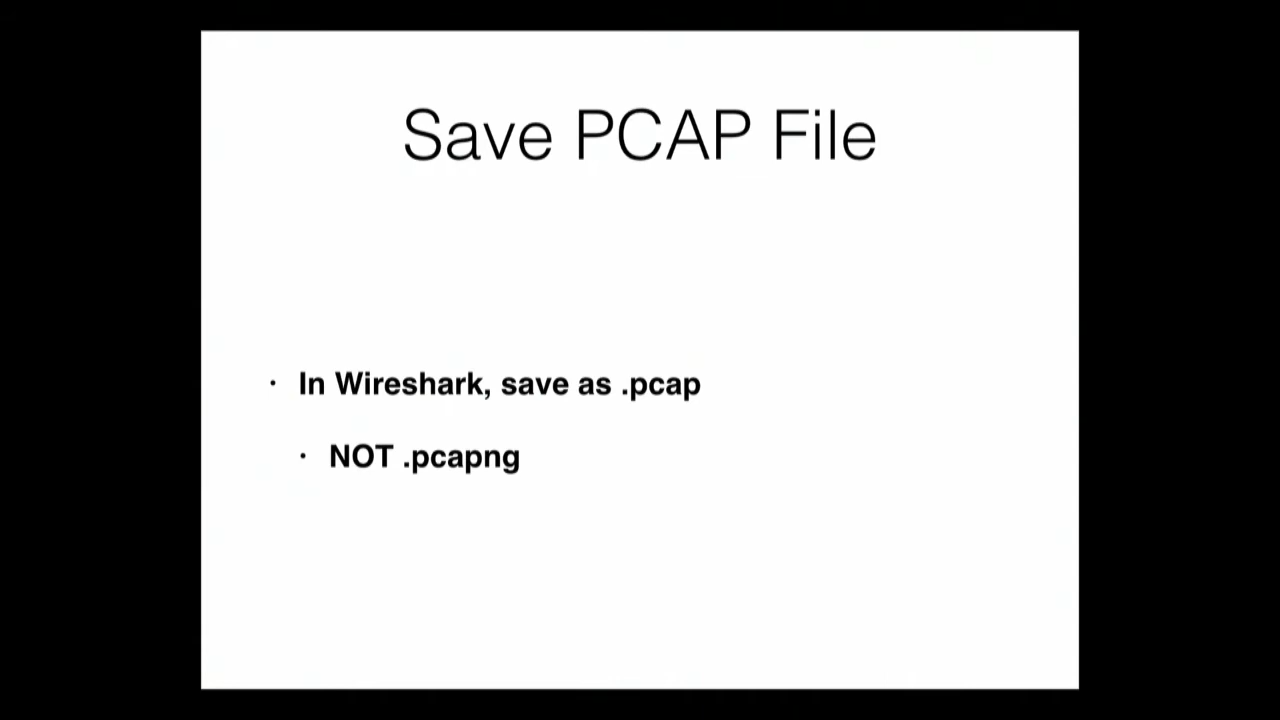 Save PCAP File
• In Wireshark, save as .pcap
• NOT .pcapng